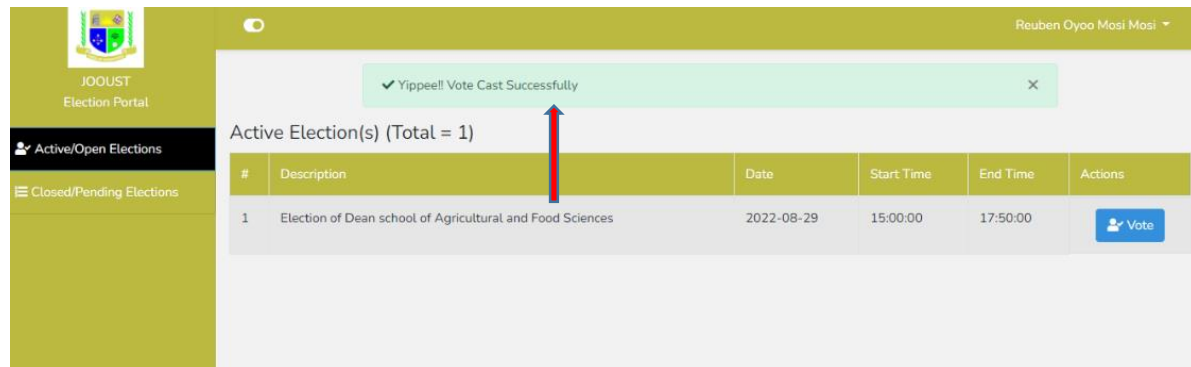 JOOUST
Election Portal
Active/Open Elections
Closed/Pending Elections
Reuben Oyoo Mosi Mosi
Yippee!! Vote Cast Successfully ×
Active Election(s) (Total = 1)
# Description Date Start Time End Time Actions
1 Election of Dean school of Agricultural and Food Sciences 2022-08-29 15:00:00 17:50:00 Vote